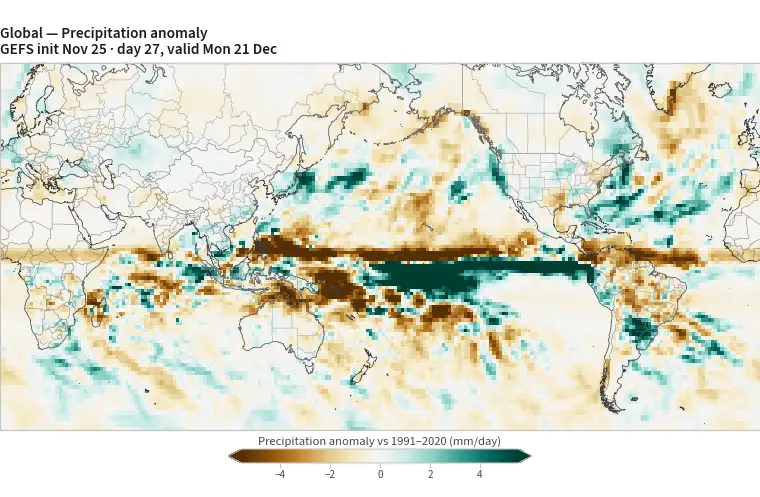 Global — Precipitation anomaly
GEFS init Nov 25 · day 27, valid Mon 21 Dec
Precipitation anomaly vs 1991–2020 (mm/day)
−4 −2 0 2 4